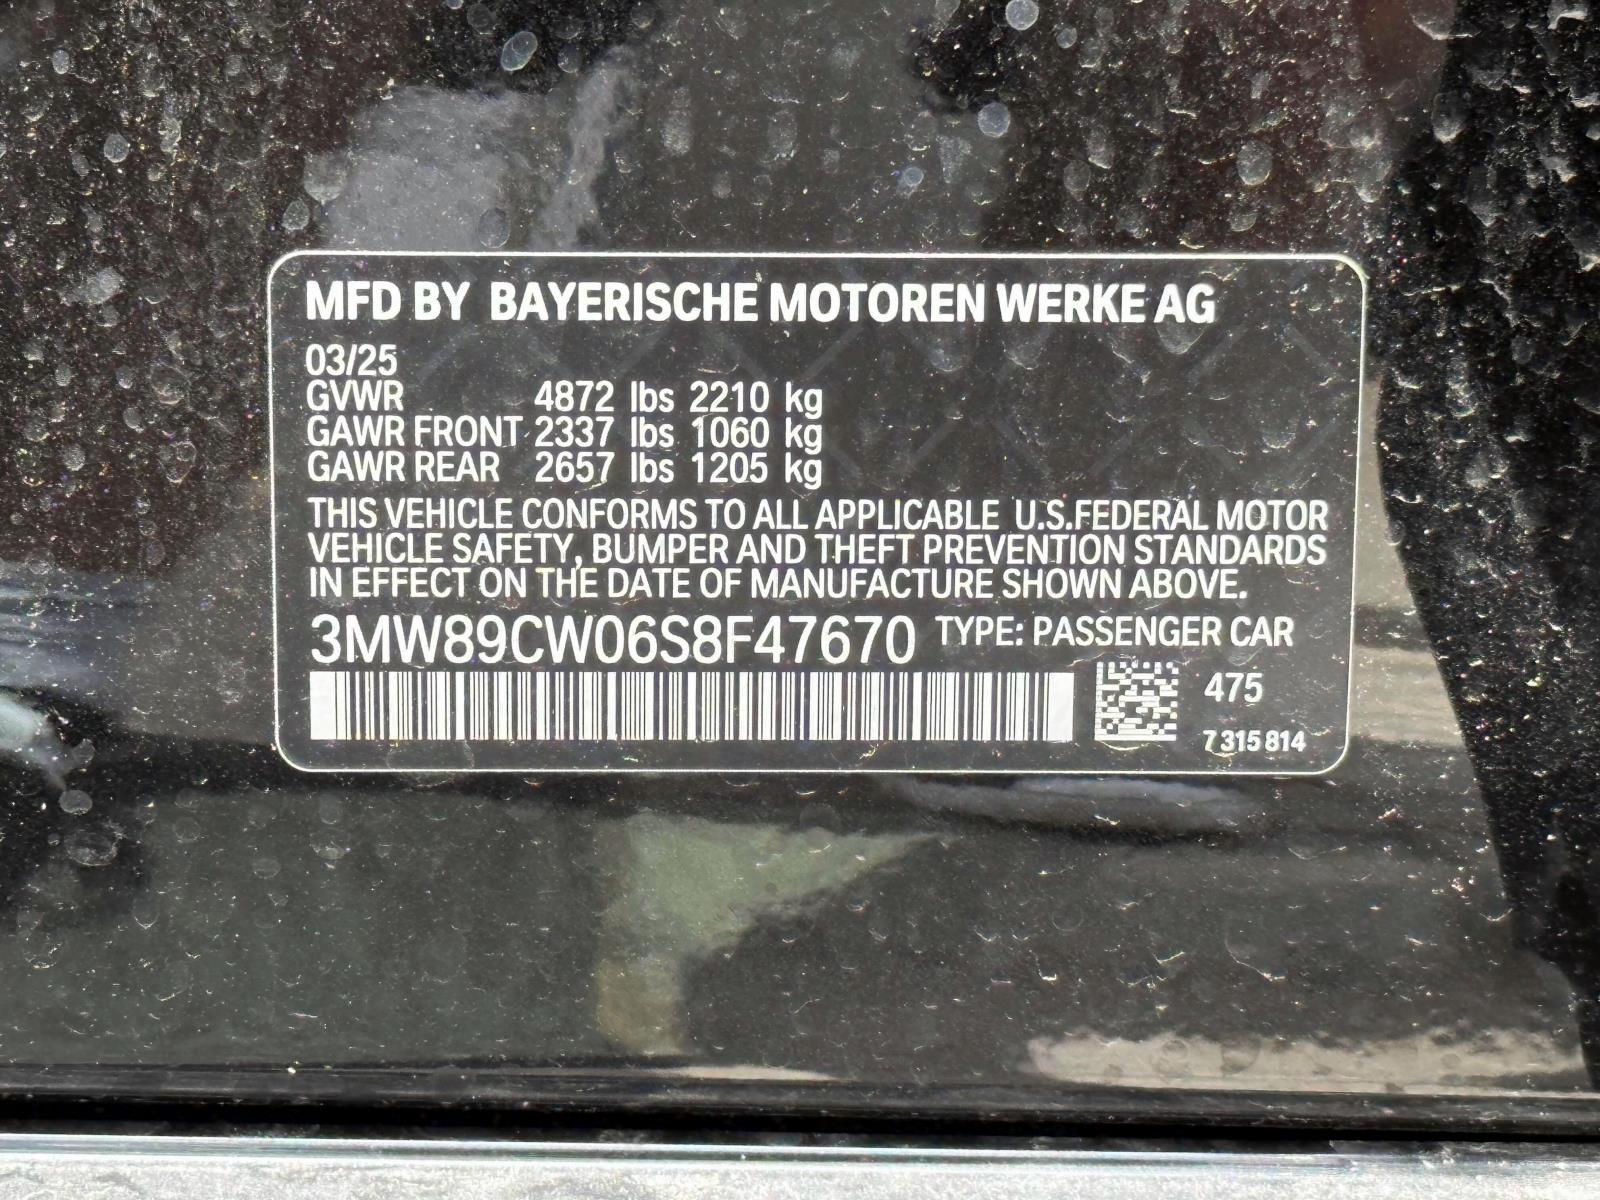 MFD BY BAYERISCHE MOTOREN WERKE AG
03/25
GVWR 4872 lbs 2210 kg
GAWR FRONT 2337 lbs 1060 kg
GAWR REAR 2657 lbs 1205 kg
THIS VEHICLE CONFORMS TO ALL APPLICABLE U.S.FEDERAL MOTOR
VEHICLE SAFETY, BUMPER AND THEFT PREVENTION STANDARDS
IN EFFECT ON THE DATE OF MANUFACTURE SHOWN ABOVE.
3MW89CW06S8F47670 TYPE: PASSENGER CAR
475
7 315 814